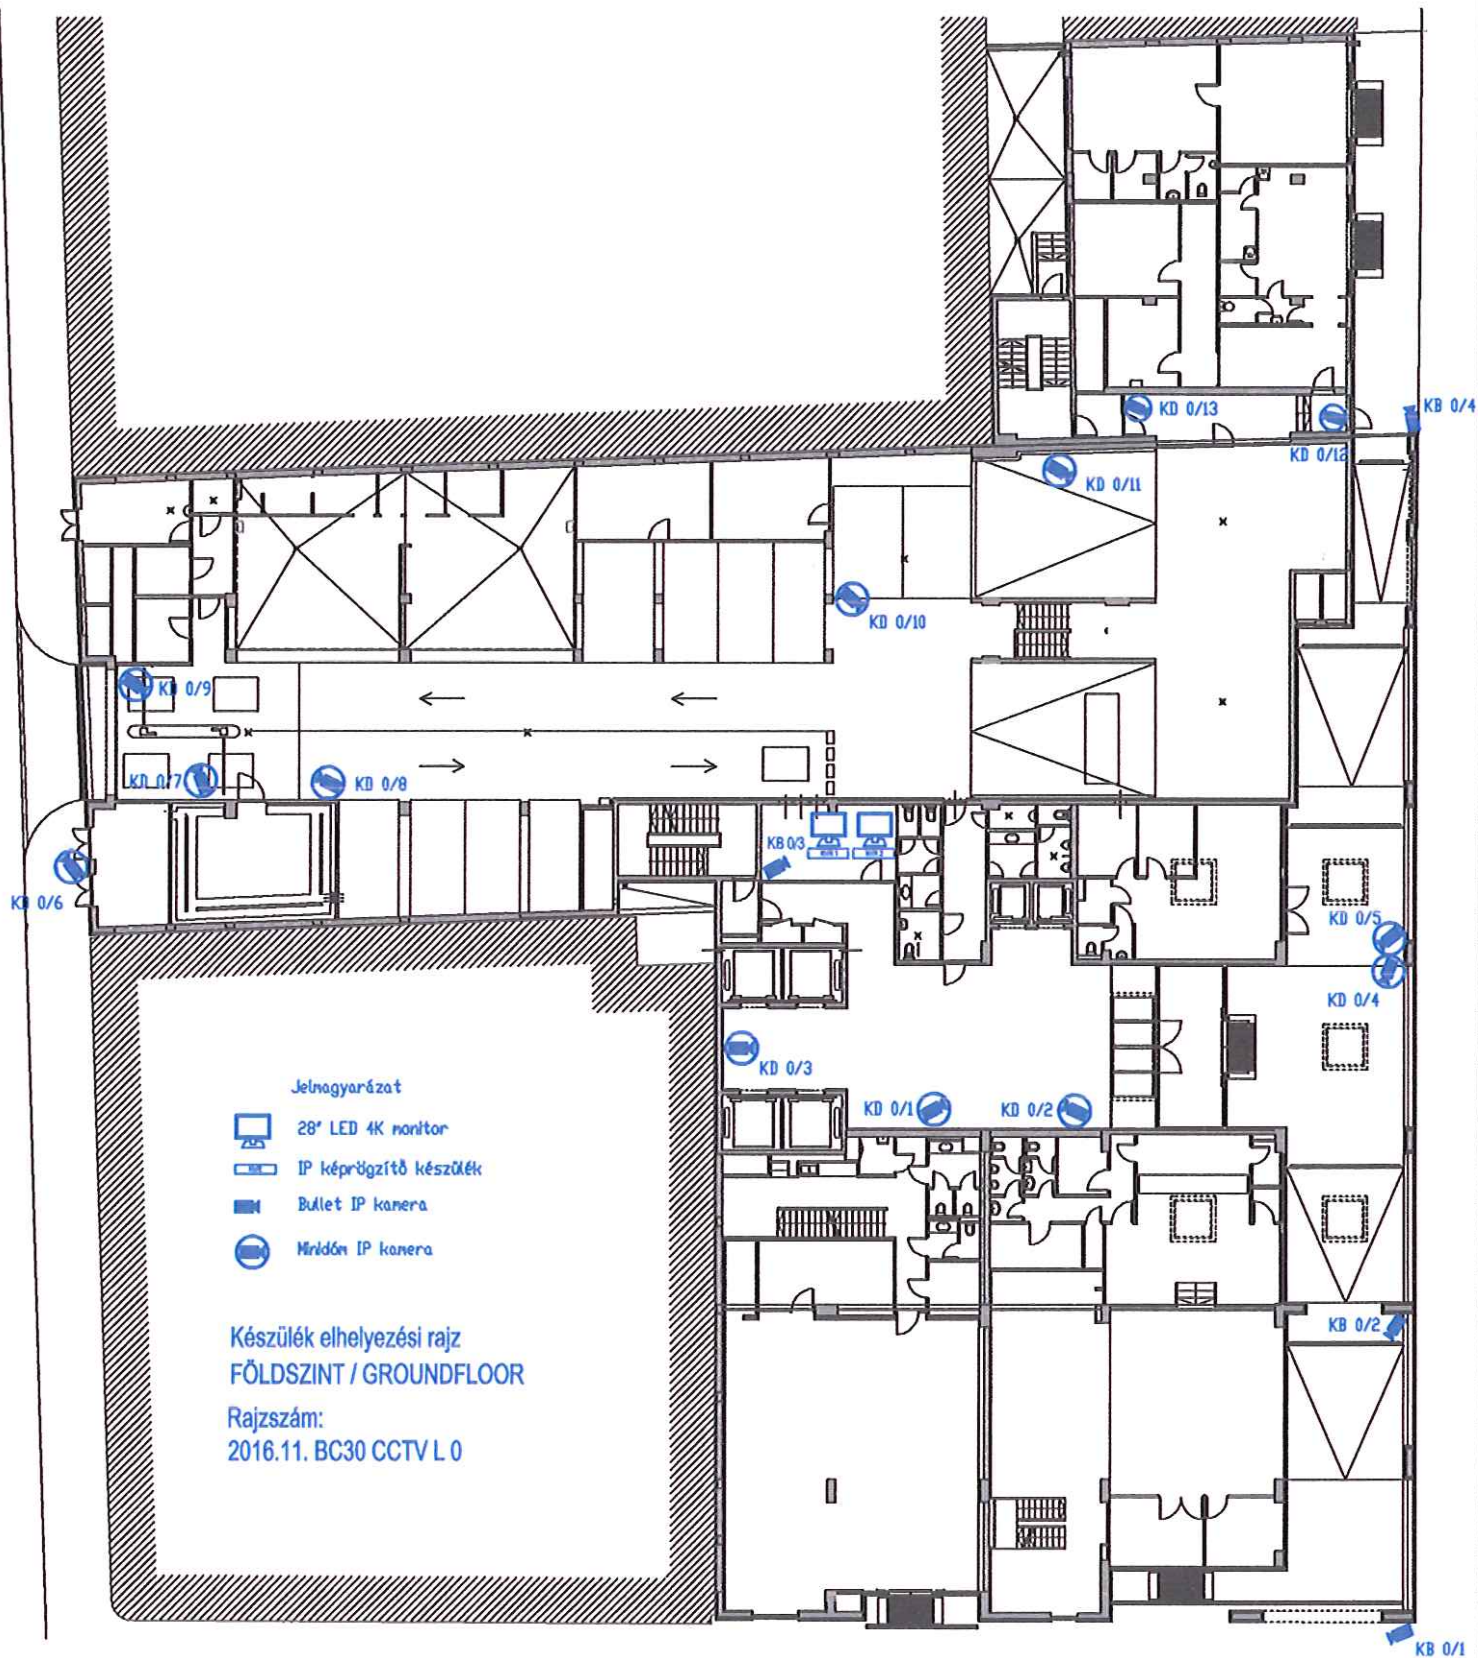 KD 0/13
KB 0/4
KD 0/12
KD 0/11
KD 0/10
KD 0/9
KD 0/7
KD 0/8
KB 0/3
KD 0/6
KD 0/5
KD 0/4
KD 0/3
KD 0/1
KD 0/2
Jelmagyarázat
28" LED 4K monitor
IP képrögzítő készülék
Bullet IP kamera
Minidóm IP kamera
KB 0/2
Készülék elhelyezési rajz
FÖLDSZINT / GROUNDFLOOR
Rajzszám:
2016.11. BC30 CCTV L 0
KB 0/1